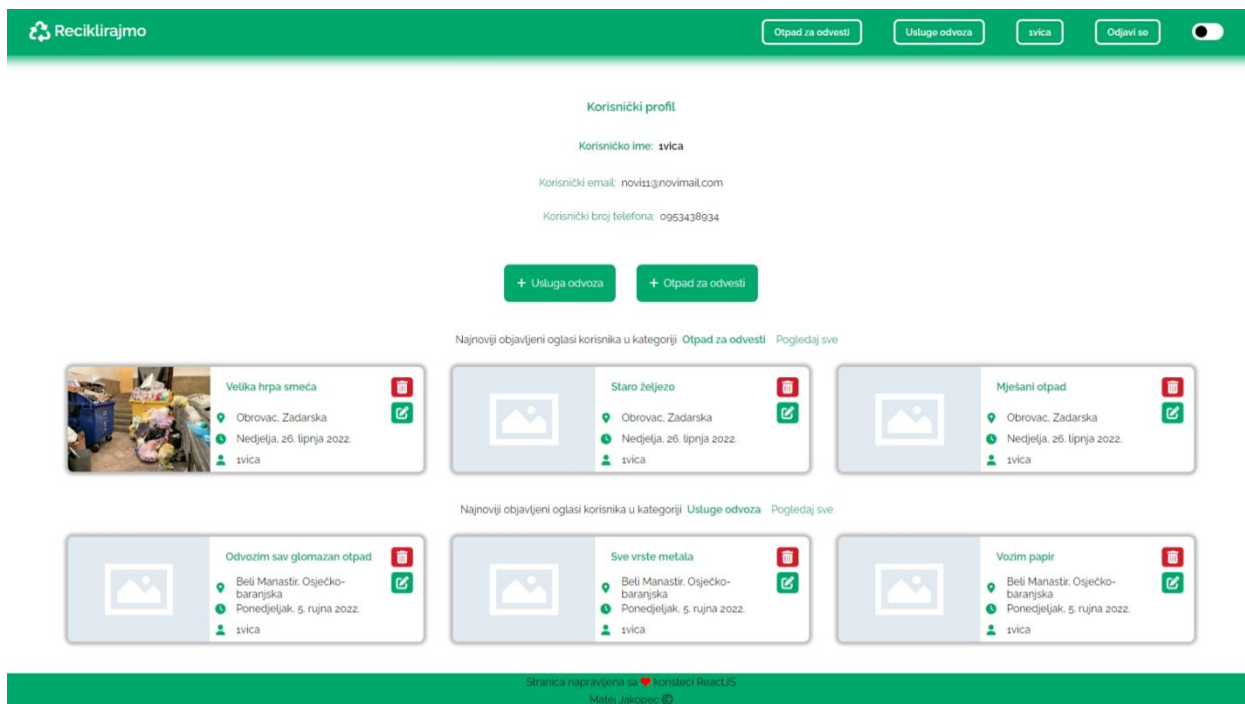 Reciklirajmo
Otpad za odvesti
Usluge odvoza
1vica
Odjavi se
Korisnički profil
Korisničko ime: 1vica
Korisnički email: novi11@novimail.com
Korisnički broj telefona: 0953438934
+ Usluga odvoza
+ Otpad za odvesti
Najnoviji objavljeni oglasi korisnika u kategoriji Otpad za odvesti Pogledaj sve
Velika hrpa smeća
Obrovac, Zadarska
Nedjelja, 26. lipnja 2022.
1vica
Staro željezo
Obrovac, Zadarska
Nedjelja, 26. lipnja 2022.
1vica
Mješani otpad
Obrovac, Zadarska
Nedjelja, 26. lipnja 2022.
1vica
Najnoviji objavljeni oglasi korisnika u kategoriji Usluge odvoza Pogledaj sve
Odvozim sav glomazan otpad
Beli Manastir, Osječko-
baranjska
Ponedjeljak, 5. rujna 2022.
1vica
Sve vrste metala
Beli Manastir, Osječko-
baranjska
Ponedjeljak, 5. rujna 2022.
1vica
Vozim papir
Beli Manastir, Osječko-
baranjska
Ponedjeljak, 5. rujna 2022.
1vica
Stranica napravljena sa ❤ koristeći ReactJS
Matej Jakopec ©